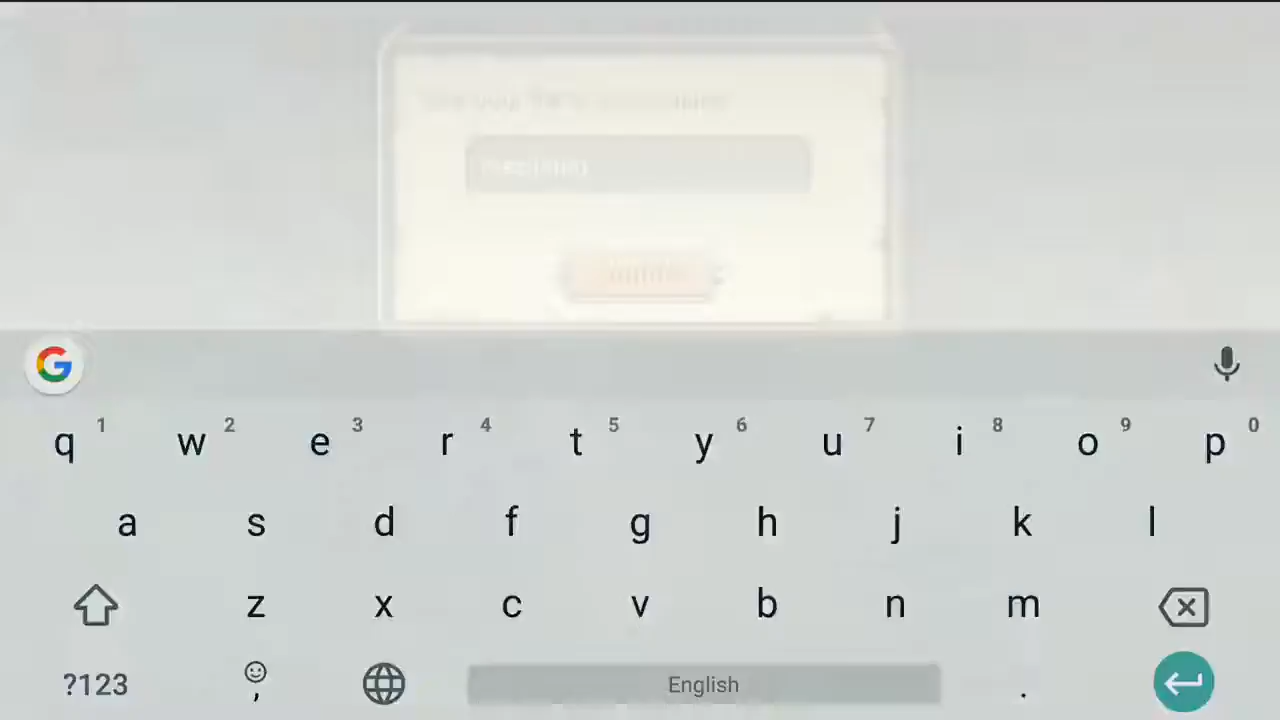 G
q 1 w 2 e 3 r 4 t 5 y 6 u 7 i 8 o 9 p 0
a s d f g h j k l
z x c v b n m
?123 , English .